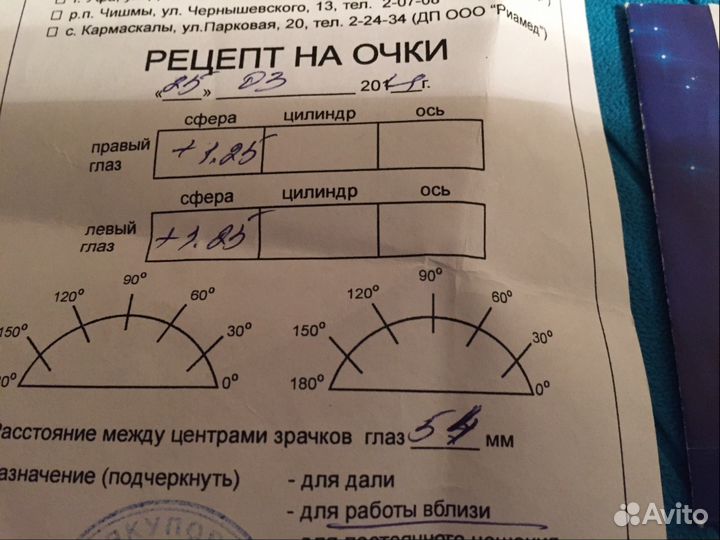 □ р.п. Чишмы, ул. Чернышевского, 13, тел. 2-07-08
□ с. Кармаскалы, ул.Парковая, 20, тел. 2-24-34 (ДП ООО "Риамед")
РЕЦЕПТ НА ОЧКИ
«25» 03 20 г.
сфера цилиндр ось
правый глаз +1.25
сфера цилиндр ось
левый глаз +1.25
90° 90°
120° 60° 120° 60°
150° 30° 150° 30°
0° 180° 0°
Расстояние между центрами зрачков глаз 54 мм
азначение (подчеркнуть) - для дали
- для работы вблизи
Avito